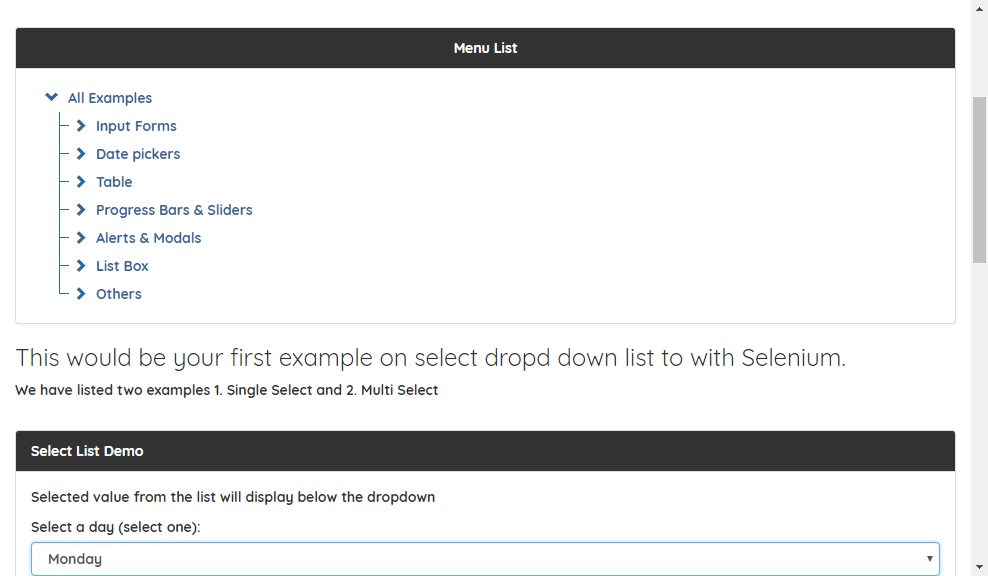 Menu List
All Examples
Input Forms
Date pickers
Table
Progress Bars & Sliders
Alerts & Modals
List Box
Others
This would be your first example on select dropd down list to with Selenium.
We have listed two examples 1. Single Select and 2. Multi Select
Select List Demo
Selected value from the list will display below the dropdown
Select a day (select one):
Monday